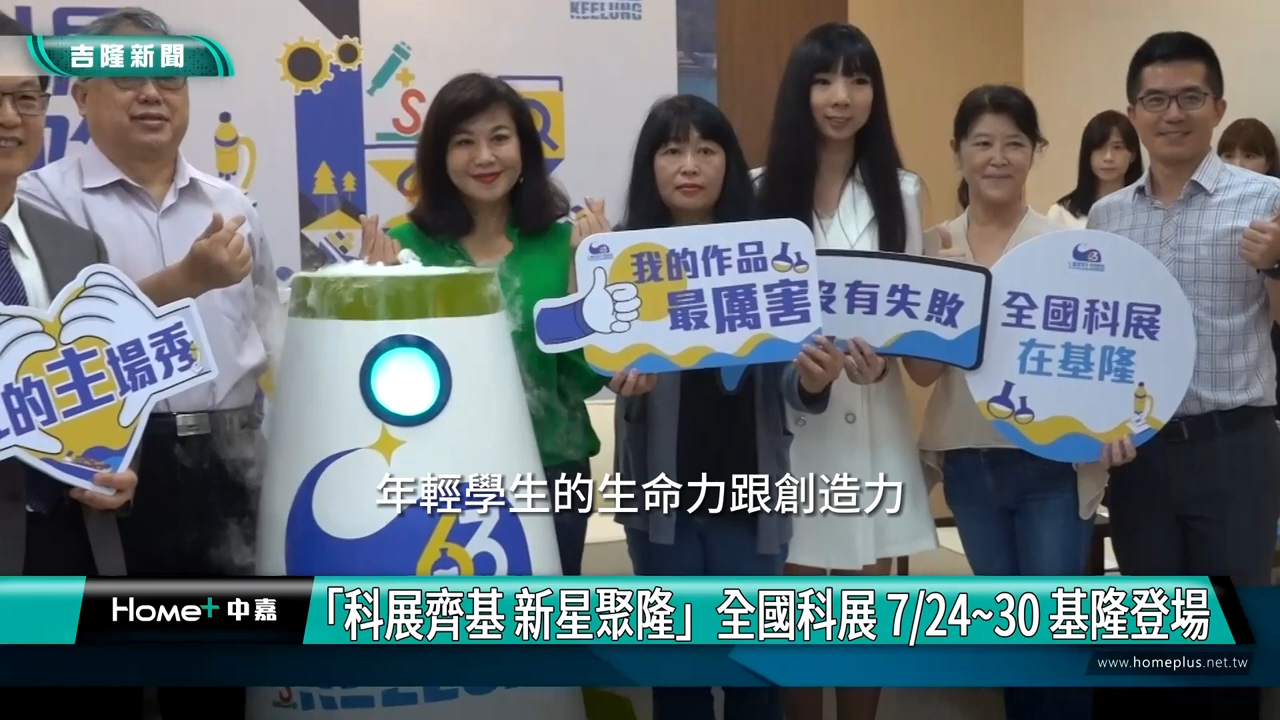 KEELUNG
吉隆新聞
S
我的作品
最厲害
沒有失敗
全國科展
在基隆
的主場秀
63
年輕學生的生命力跟創造力
Home+中嘉
「科展齊基 新星聚隆」全國科展 7/24~30 基隆登場
www.homeplus.net.tw